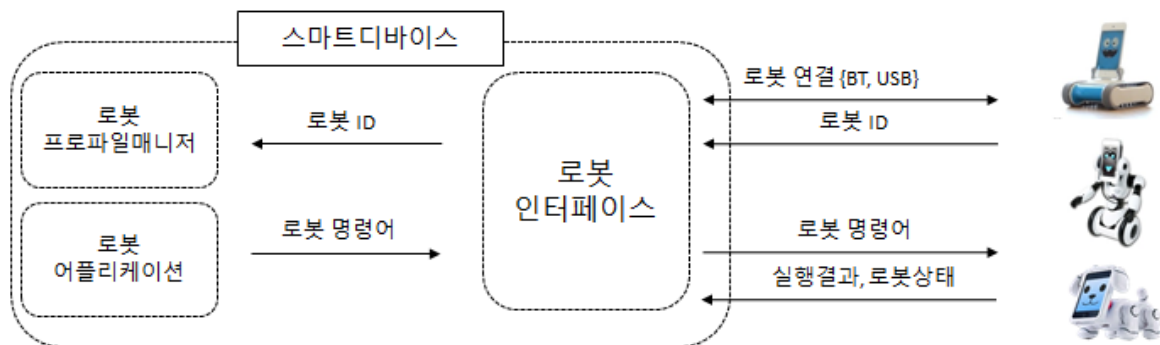 스마트디바이스
로봇
프로파일매니저
로봇 ID
로봇
어플리케이션
로봇 명령어
로봇
인터페이스
로봇 연결 {BT, USB}
로봇 ID
로봇 명령어
실행결과, 로봇상태